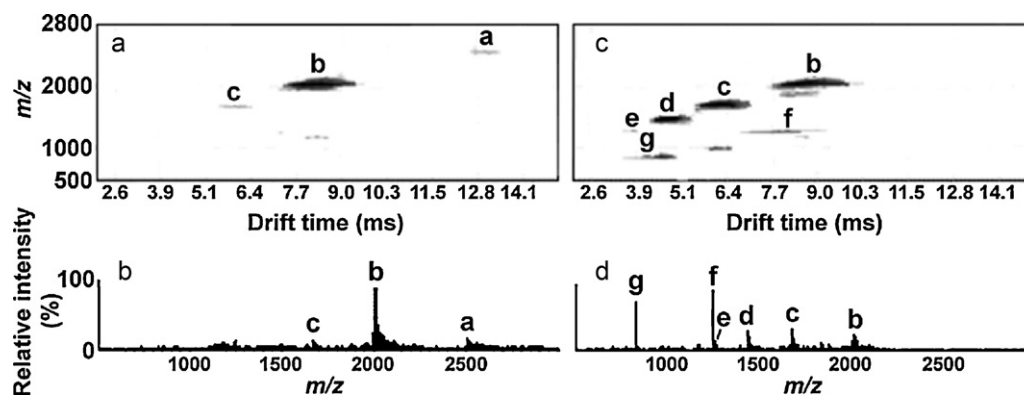 2800
2000
1000
500
m/z
a
a
b
c
2.6 3.9 5.1 6.4 7.7 9.0 10.3 11.5 12.8 14.1
Drift time (ms)
c
b
c
d
e
f
g
2.6 3.9 5.1 6.4 7.7 9.0 10.3 11.5 12.8 14.1
Drift time (ms)
Relative intensity
(%)
100
0
b
b
c
a
1000 1500 2000 2500
m/z
d
g
f
e
d
c
b
1000 1500 2000 2500
m/z